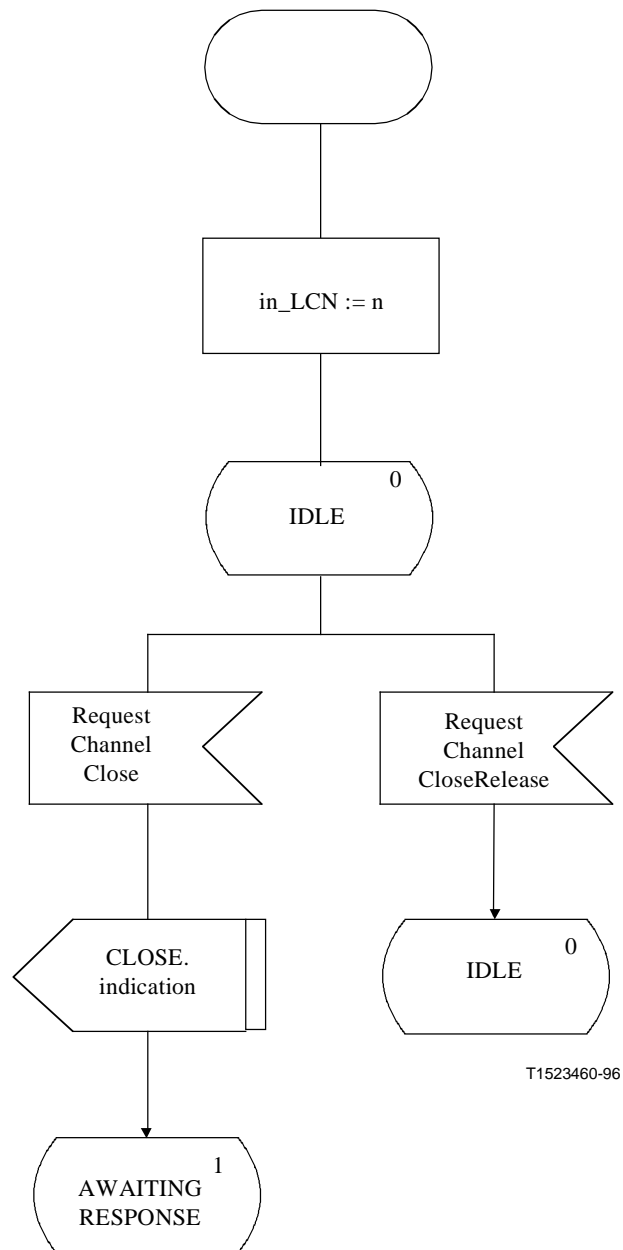 in_LCN := n
0
IDLE
Request
Channel
Close
Request
Channel
CloseRelease
CLOSE.
indication
0
IDLE
T1523460-96
1
AWAITING
RESPONSE